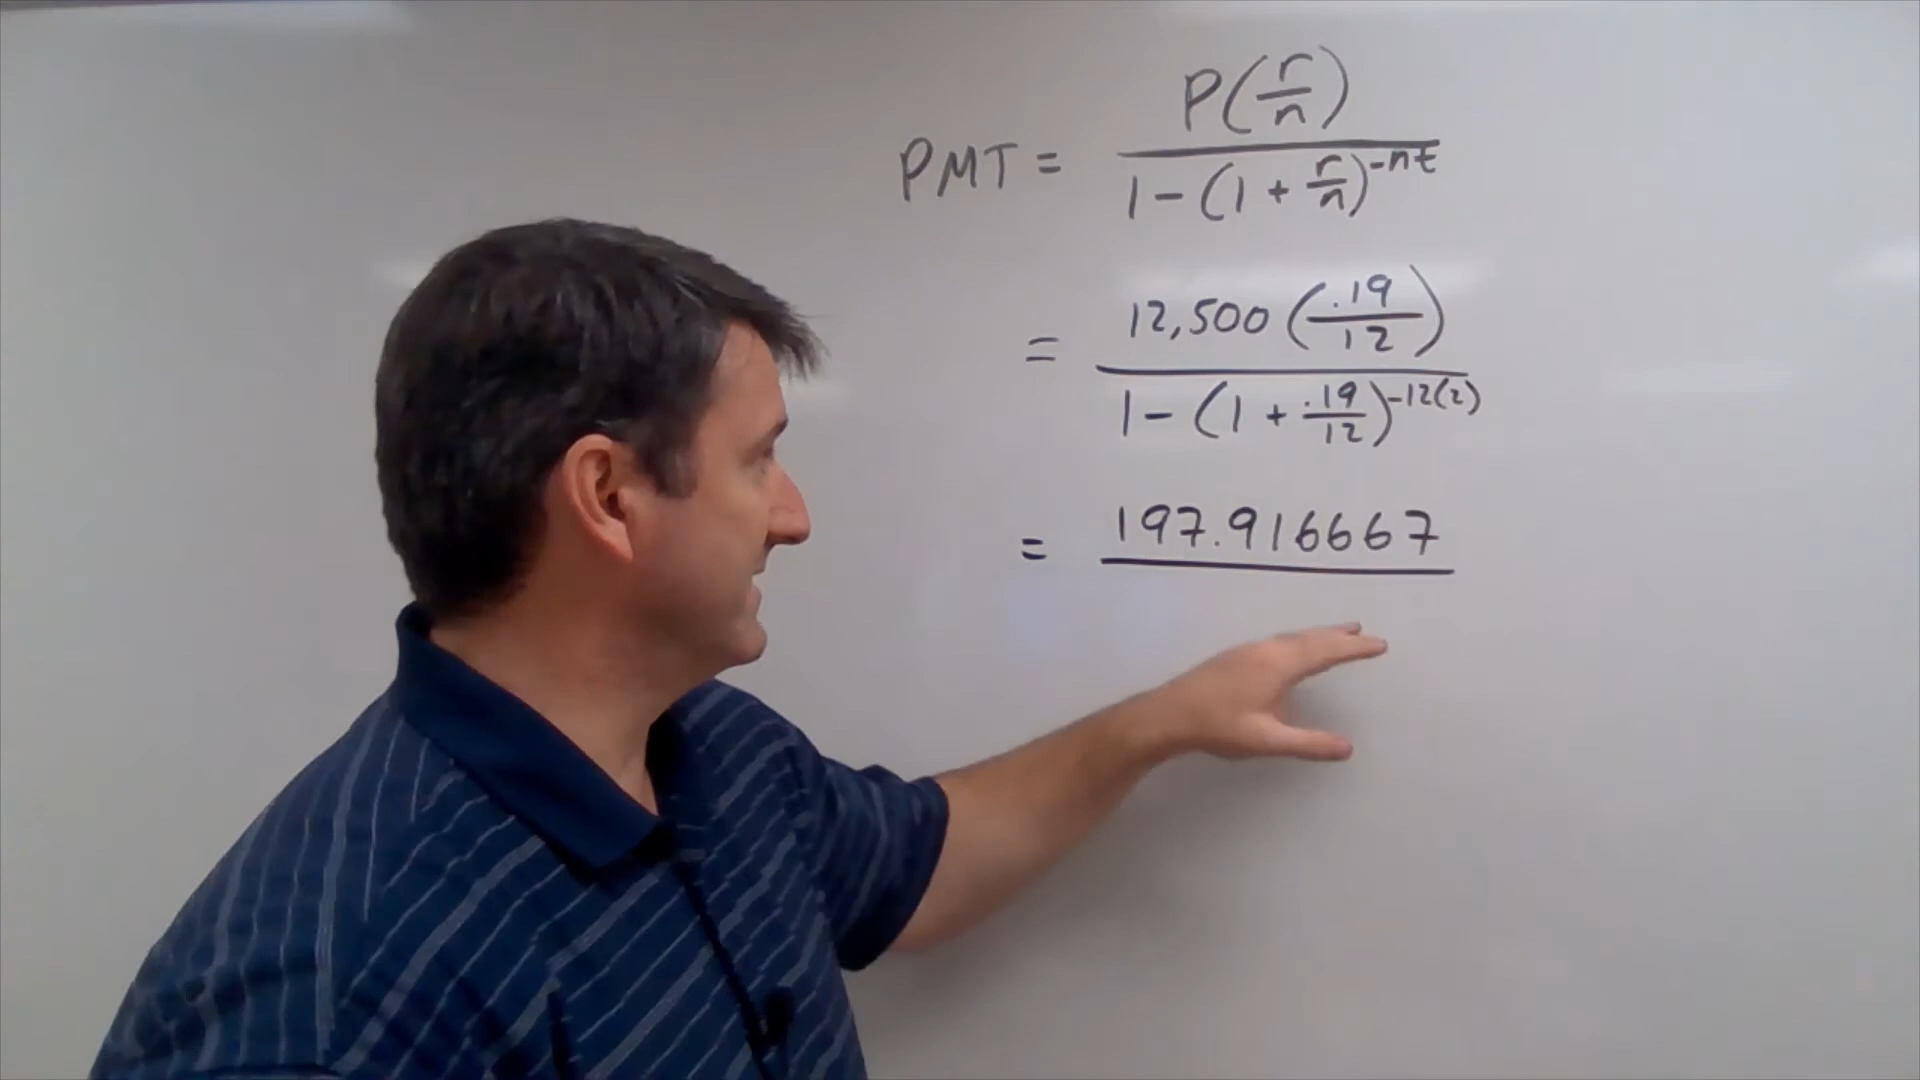 PMT = P(r/n) / 1-(1+r/n)^-nt
= 12,500(.19/12) / 1-(1+.19/12)^-12(2)
= 197.916667